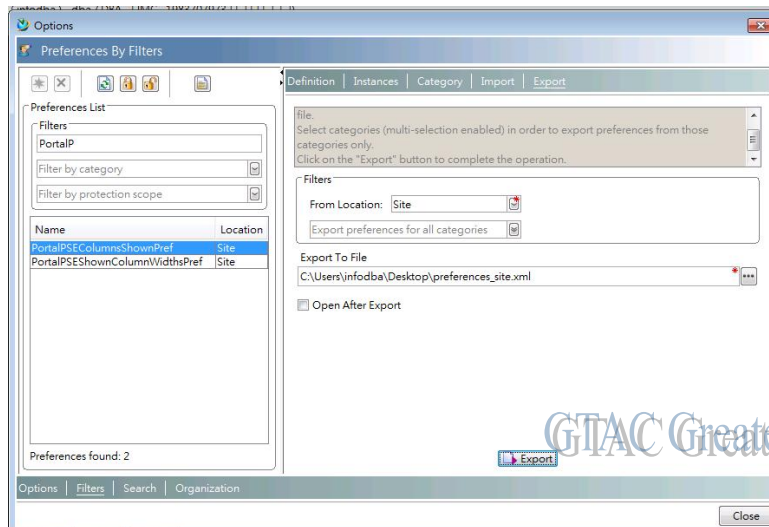 Options
Preferences By Filters
Preferences List
Filters
PortalP
Filter by category
Filter by protection scope
Name Location
PortalPSEColumnsShownPref Site
PortalPSEShownColumnWidthsPref Site
Preferences found: 2
Definition Instances Category Import Export
file.
Select categories (multi-selection enabled) in order to export preferences from those
categories only.
Click on the "Export" button to complete the operation.
Filters
From Location: Site
Export preferences for all categories
Export To File
C:\Users\infodba\Desktop\preferences_site.xml
Open After Export
GTAC Great
Export
Options Filters Search Organization
Close